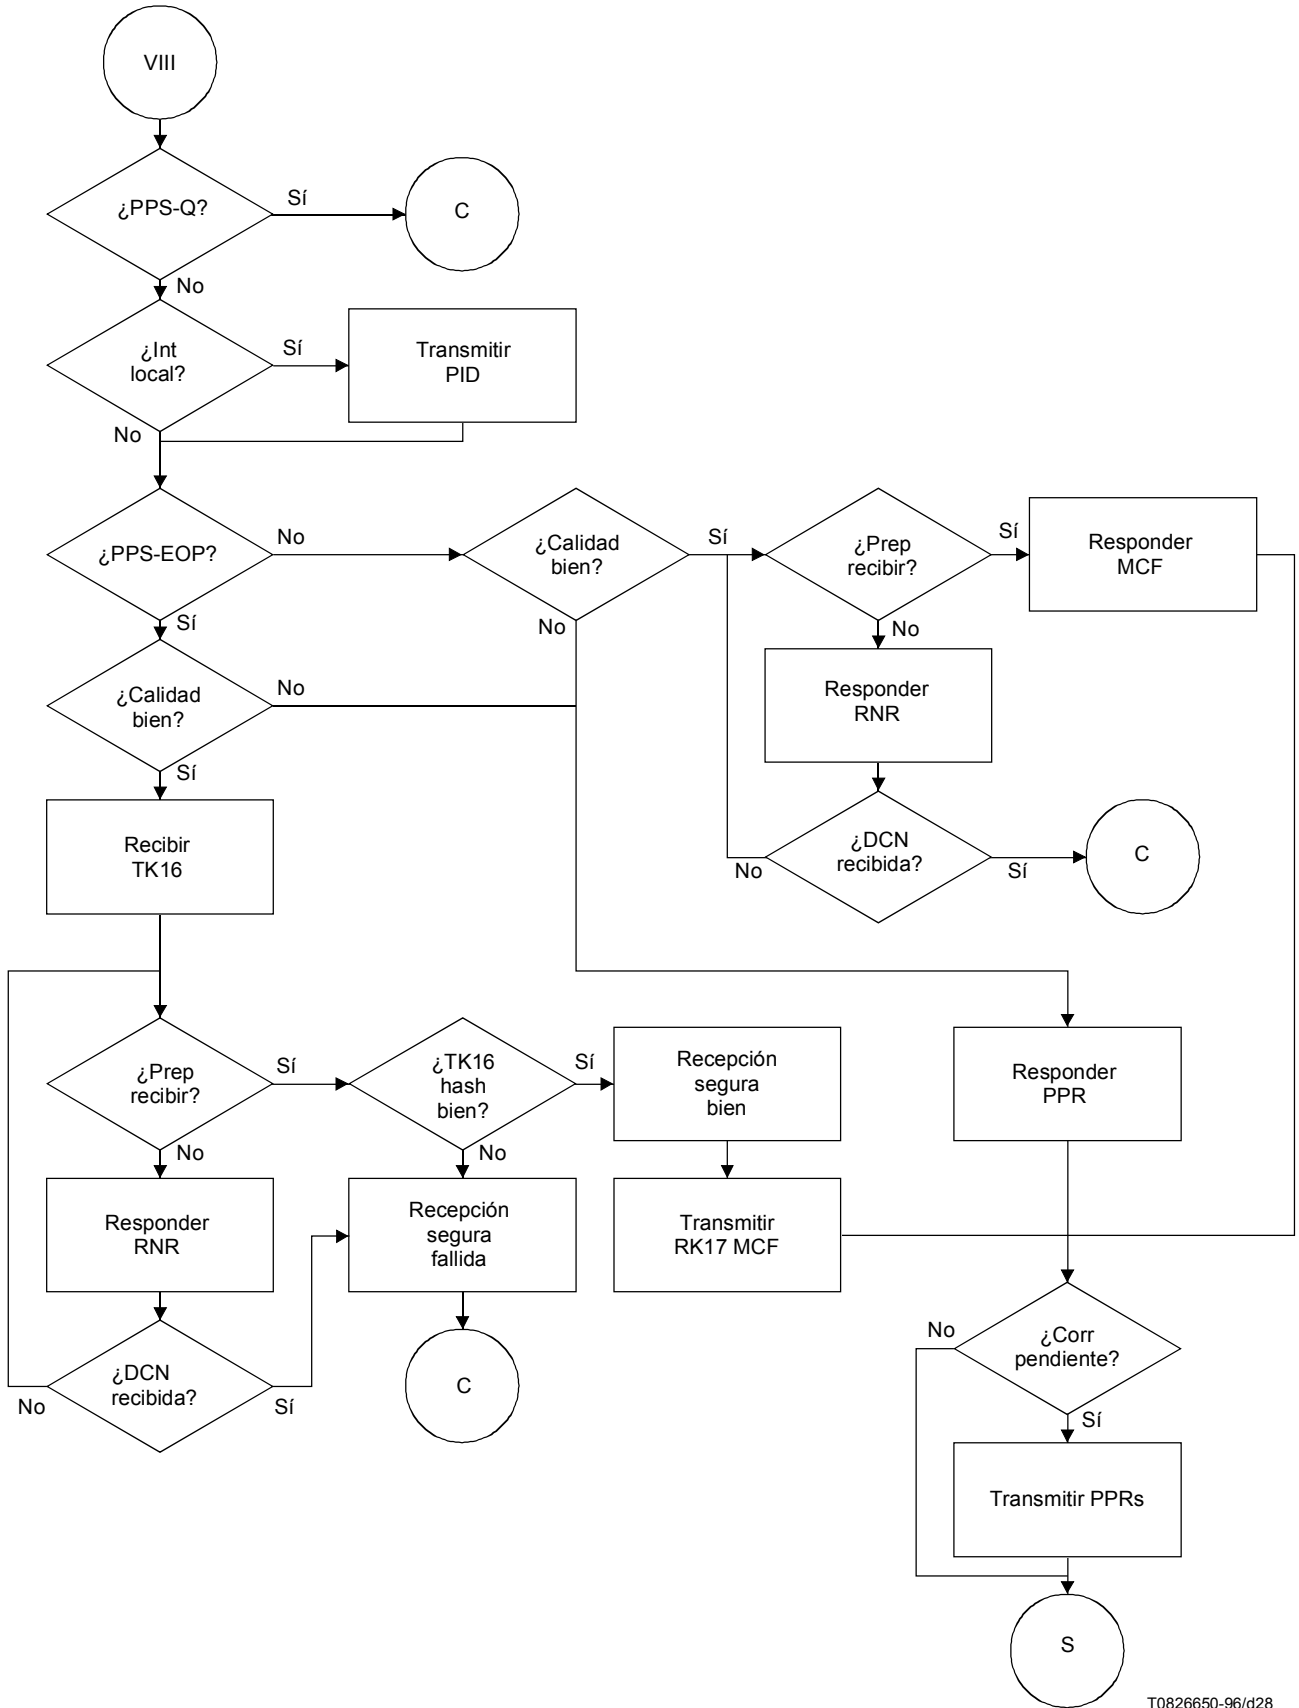 VIII
¿PPS-Q?
Sí
C
No
¿Int
local?
Sí
Transmitir
PID
No
¿PPS-EOP?
No
¿Calidad
bien?
Sí
¿Prep
recibir?
Sí
Responder
MCF
Sí
No
No
¿Calidad
bien?
No
Responder
RNR
Sí
Recibir
TK16
¿DCN
recibida?
No
Sí
C
¿Prep
recibir?
Sí
¿TK16
hash
bien?
Sí
Recepción
segura
bien
Responder
PPR
No
No
Responder
RNR
Recepción
segura
fallida
Transmitir
RK17 MCF
¿DCN
recibida?
No
Sí
C
No
¿Corr
pendiente?
Sí
Transmitir PPRs
S
T0826650-96/d28